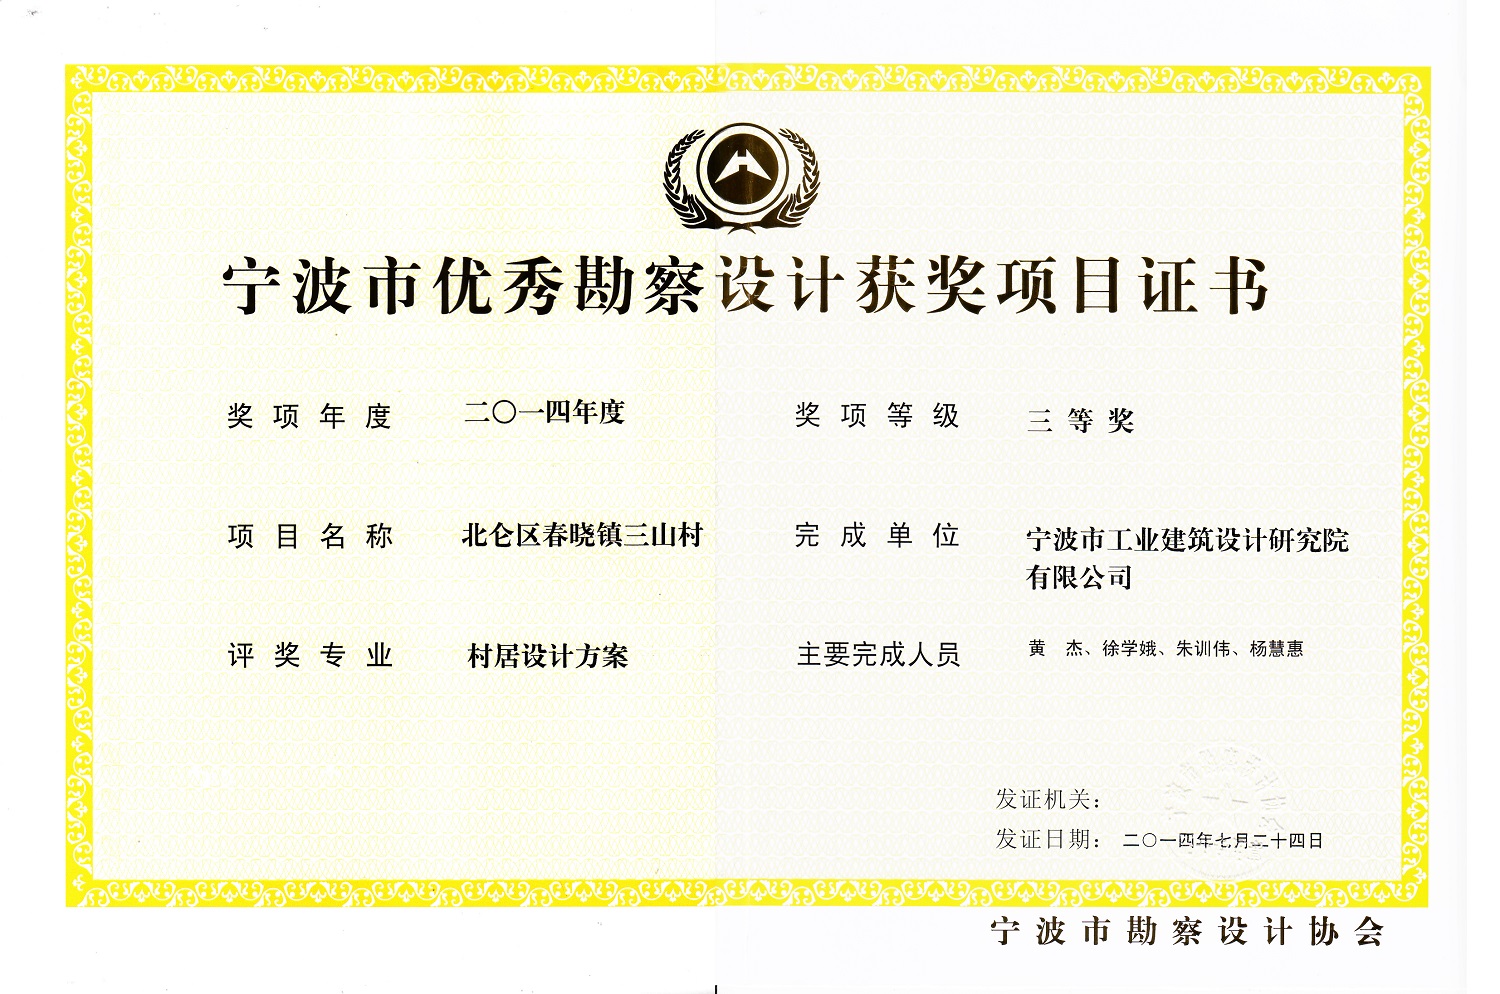 宁波市优秀勘察设计获奖项目证书
奖项年度 二〇一四年度 奖项等级 三等奖
项目名称 北仑区春晓镇三山村 完成单位 宁波市工业建筑设计研究院
有限公司
评奖专业 村居设计方案 主要完成人员 黄 杰、徐学娥、朱训伟、杨慧惠
发证机关：
发证日期： 二〇一四年七月二十四日
宁波市勘察设计协会